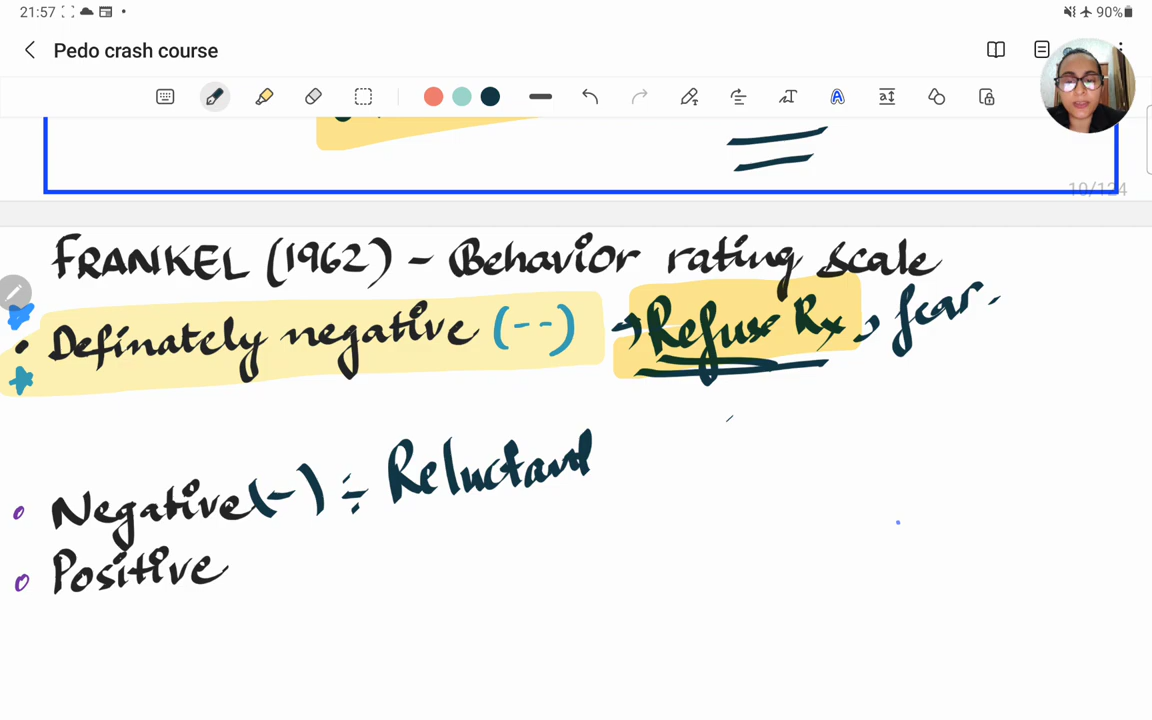 21:57
90%
Pedo crash course
10/124
FRANKEL (1962) - Behavior rating scale
• Definately negative (--) → Refuse Rx, fear.
• Negative (-) ÷ Reluctant
• Positive